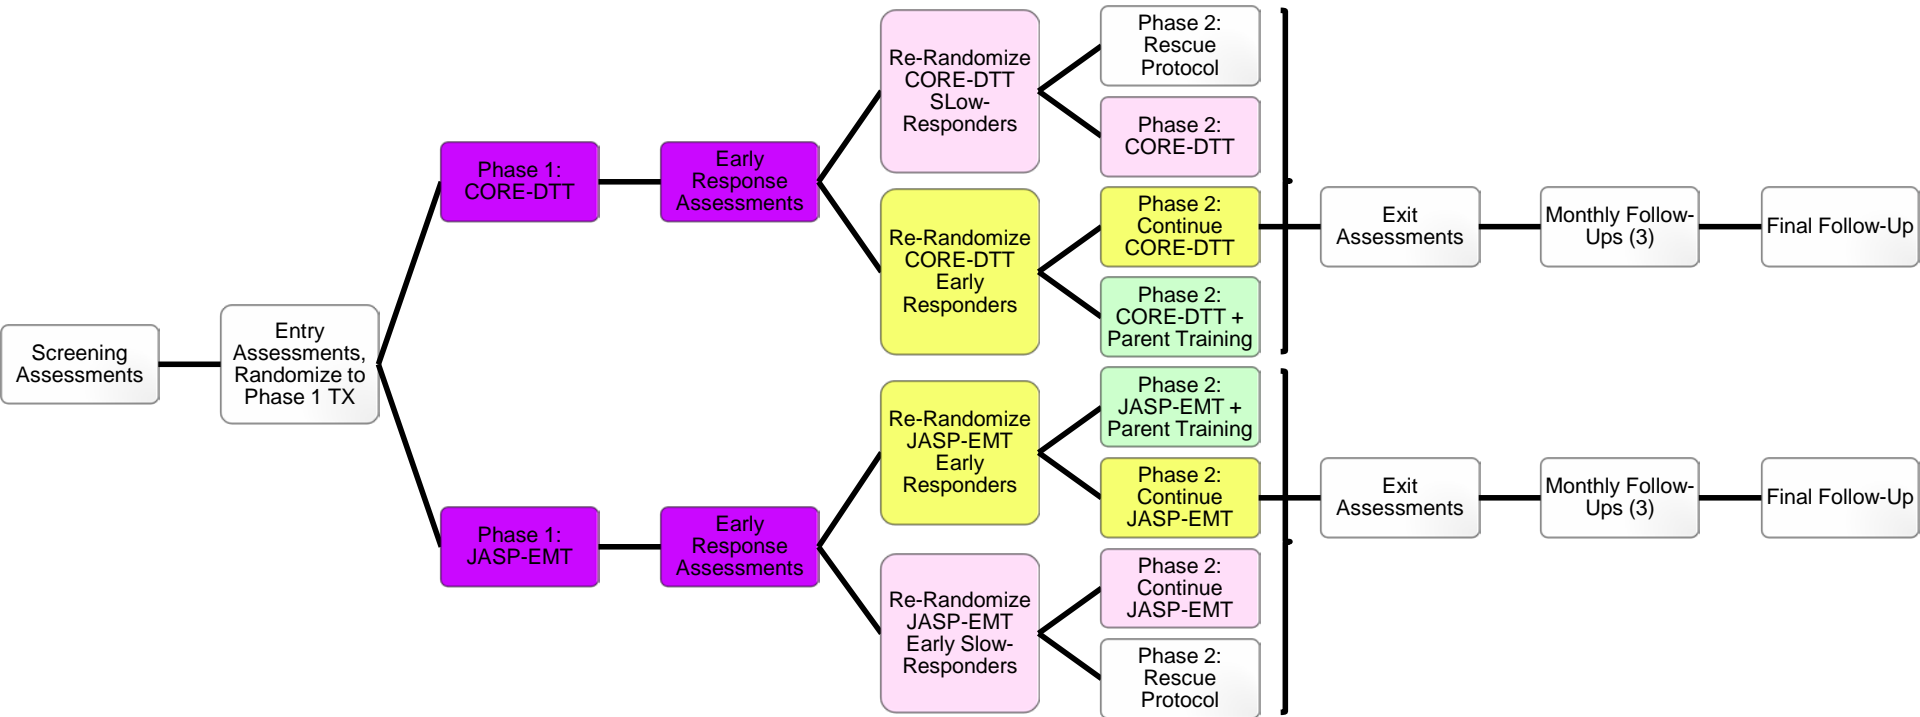 Screening
Assessments
Entry
Assessments,
Randomize to
Phase 1 TX
Phase 1:
CORE-DTT
Early
Response
Assessments
Re-Randomize
CORE-DTT
SLow-
Responders
Phase 2:
Rescue
Protocol
Phase 2:
CORE-DTT
Re-Randomize
CORE-DTT
Early
Responders
Phase 2:
Continue
CORE-DTT
Phase 2:
CORE-DTT +
Parent Training
Exit
Assessments
Monthly Follow-
Ups (3)
Final Follow-Up
Phase 1:
JASP-EMT
Early
Response
Assessments
Re-Randomize
JASP-EMT
Early
Responders
Phase 2:
JASP-EMT +
Parent Training
Phase 2:
Continue
JASP-EMT
Re-Randomize
JASP-EMT
Early Slow-
Responders
Phase 2:
Continue
JASP-EMT
Phase 2:
Rescue
Protocol
Exit
Assessments
Monthly Follow-
Ups (3)
Final Follow-Up